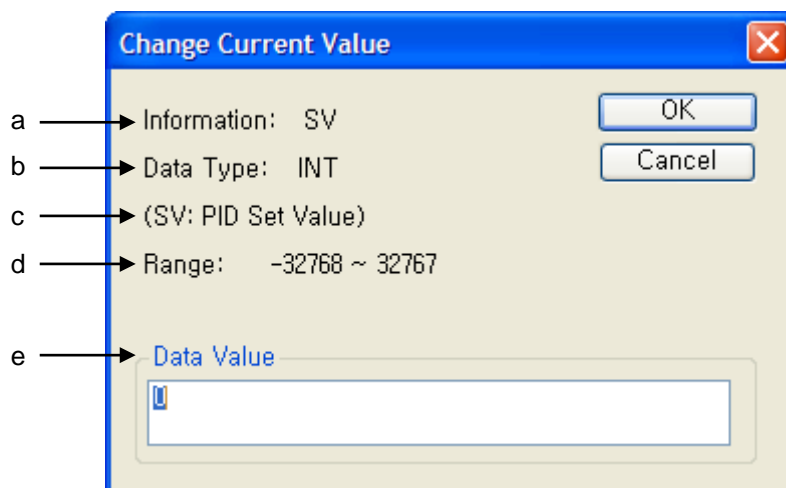 Change Current Value
a Information: SV OK
b Data Type: INT Cancel
c (SV: PID Set Value)
d Range: -32768 ~ 32767
e Data Value
0